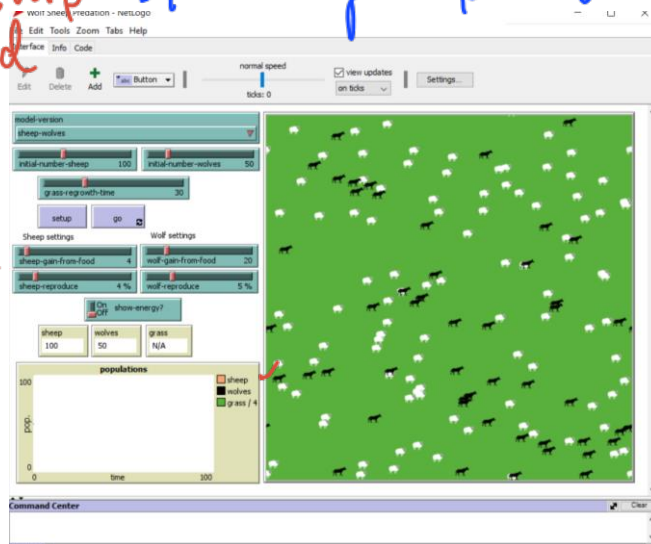 Wolf Sheep Predation - NetLogo
Edit Tools Zoom Tabs Help
Interface Info Code
Edit Delete Add abc Button normal speed view updates Settings...
ticks: 0 on ticks
model-version
sheep-wolves
initial-number-sheep 100 initial-number-wolves 50
grass-regrowth-time 30
setup go
Sheep settings Wolf settings
sheep-gain-from-food 4 wolf-gain-from-food 20
sheep-reproduce 4 % wolf-reproduce 5 %
On
Off show-energy?
sheep wolves grass
100 50 N/A
populations
100
pop.
0
0 time 100
sheep
wolves
grass / 4
Command Center Clear